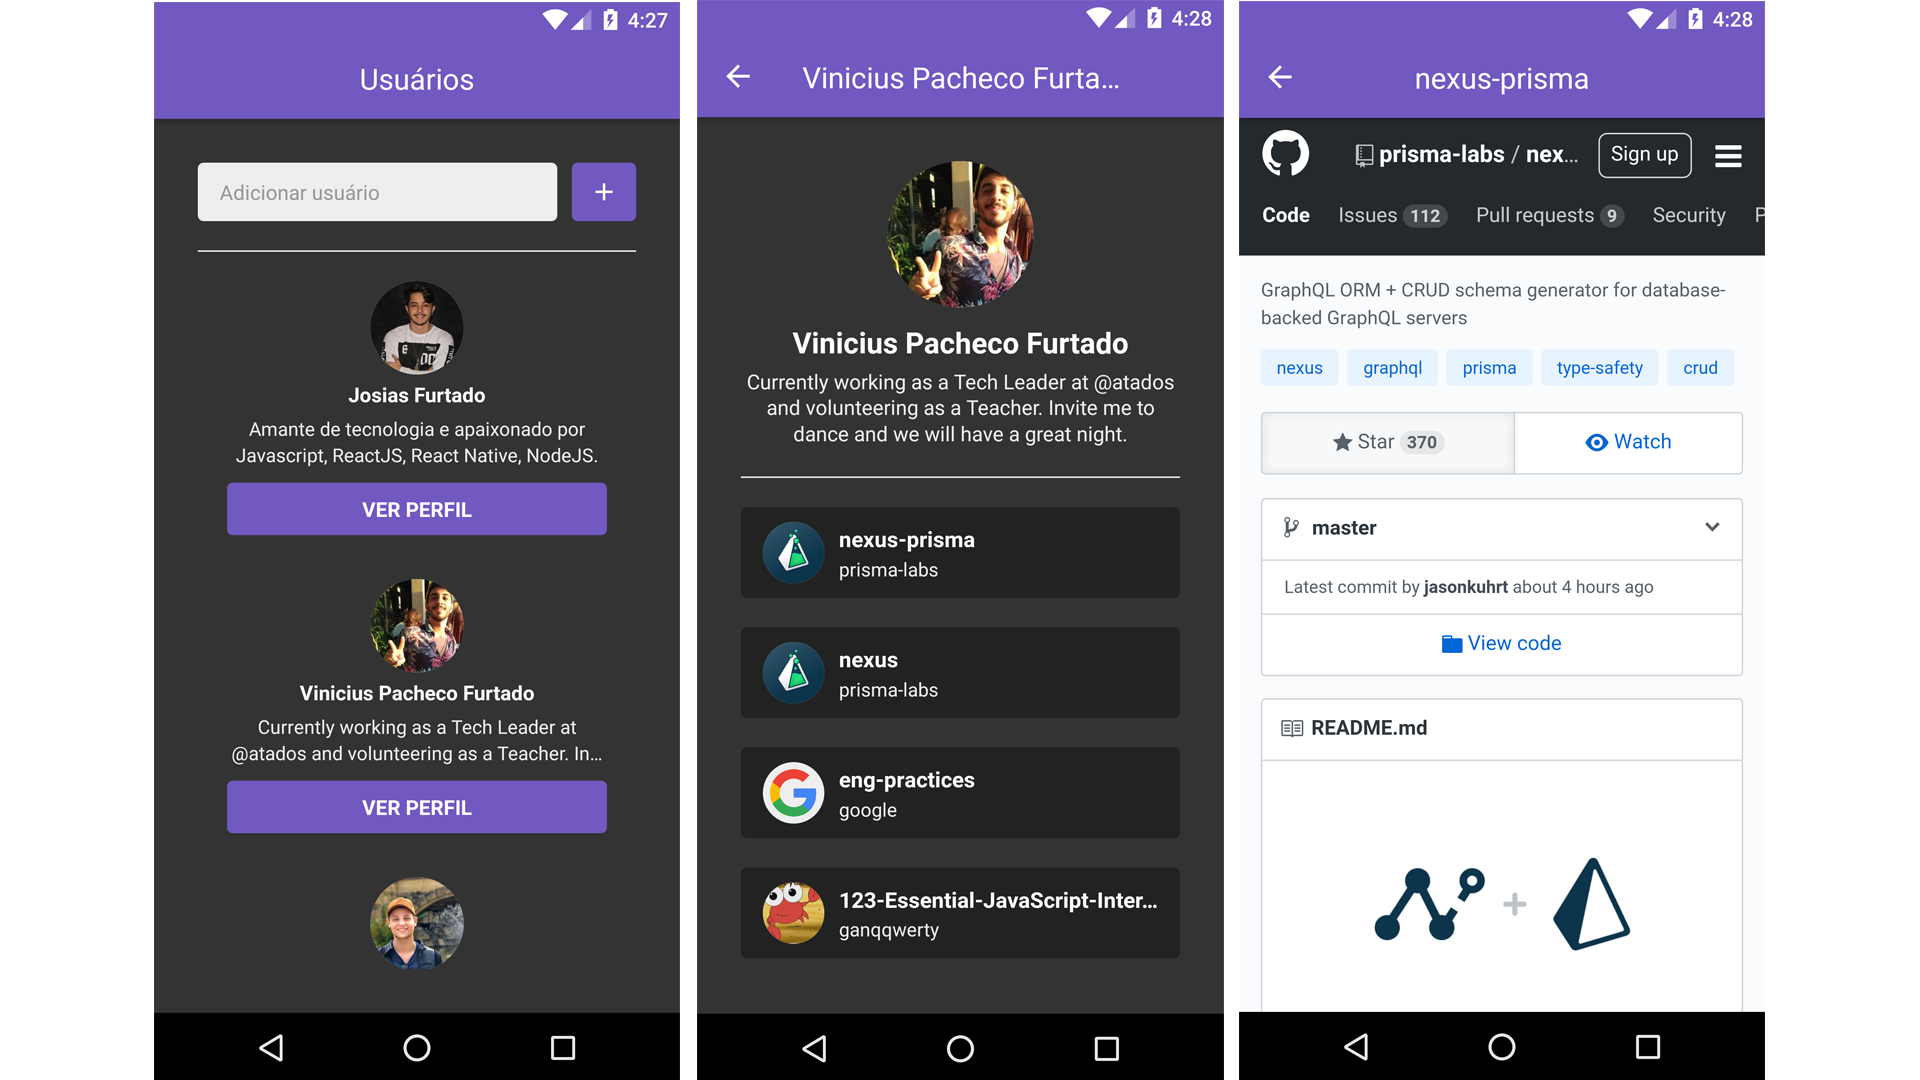 4:27
Usuários
Adicionar usuário
+
Josias Furtado
Amante de tecnologia e apaixonado por
Javascript, ReactJS, React Native, NodeJS.
VER PERFIL
Vinicius Pacheco Furtado
Currently working as a Tech Leader at
@atados and volunteering as a Teacher. In...
VER PERFIL
4:28
Vinicius Pacheco Furta...
Vinicius Pacheco Furtado
Currently working as a Tech Leader at @atados
and volunteering as a Teacher. Invite me to
dance and we will have a great night.
nexus-prisma
prisma-labs
nexus
prisma-labs
eng-practices
google
123-Essential-JavaScript-Inter...
ganqqwerty
4:28
nexus-prisma
prisma-labs / nex... Sign up
Code Issues 112 Pull requests 9 Security P
GraphQL ORM + CRUD schema generator for database-
backed GraphQL servers
nexus graphql prisma type-safety crud
Star 370 Watch
master
Latest commit by jasonkuhrt about 4 hours ago
View code
README.md
+